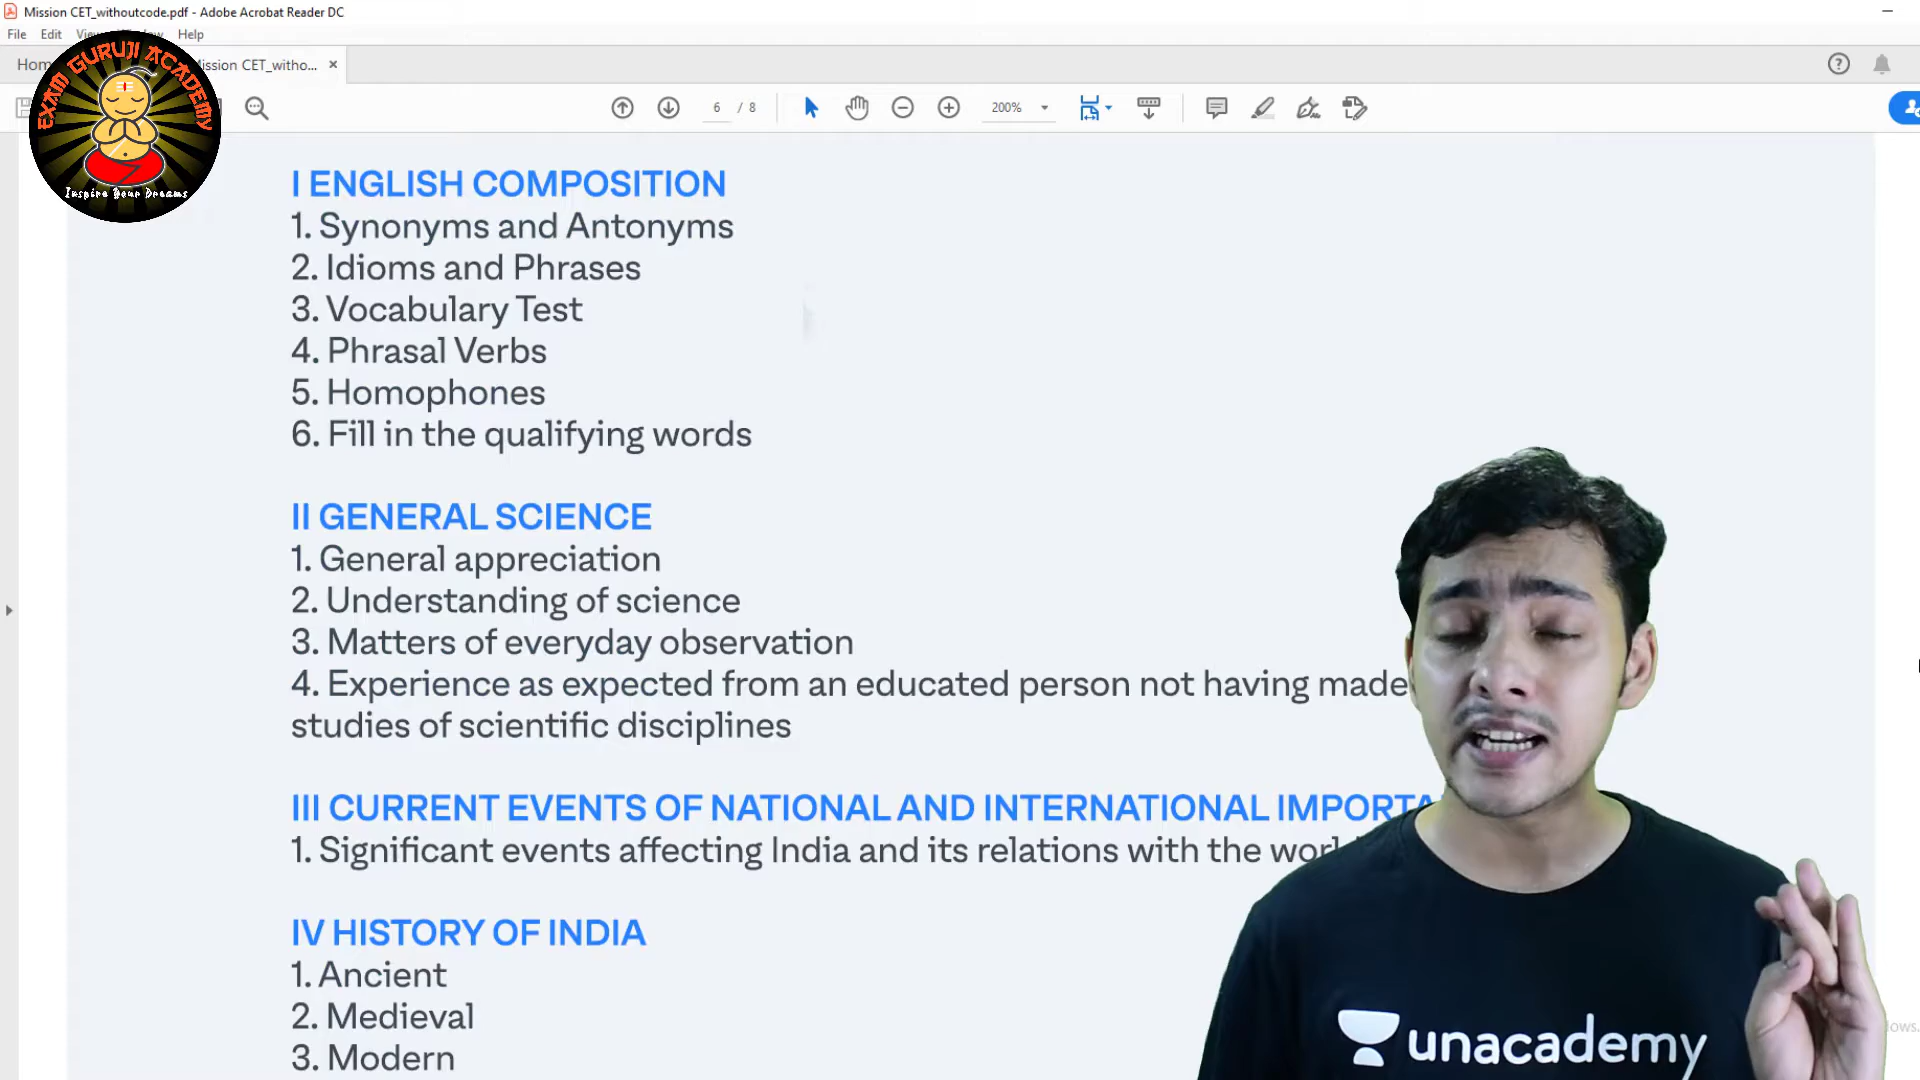 Mission CET_withoutcode.pdf - Adobe Acrobat Reader DC
File Edit Help
EXAM GURUJI ACADEMY
Inspire Your Dreams
Mission CET_witho...
6 / 8
200%
I ENGLISH COMPOSITION
1. Synonyms and Antonyms
2. Idioms and Phrases
3. Vocabulary Test
4. Phrasal Verbs
5. Homophones
6. Fill in the qualifying words
II GENERAL SCIENCE
1. General appreciation
2. Understanding of science
3. Matters of everyday observation
4. Experience as expected from an educated person not having made
studies of scientific disciplines
III CURRENT EVENTS OF NATIONAL AND INTERNATIONAL
1. Significant events affecting India and its relations with the
IV HISTORY OF INDIA
1. Ancient
2. Medieval
3. Modern
unacademy